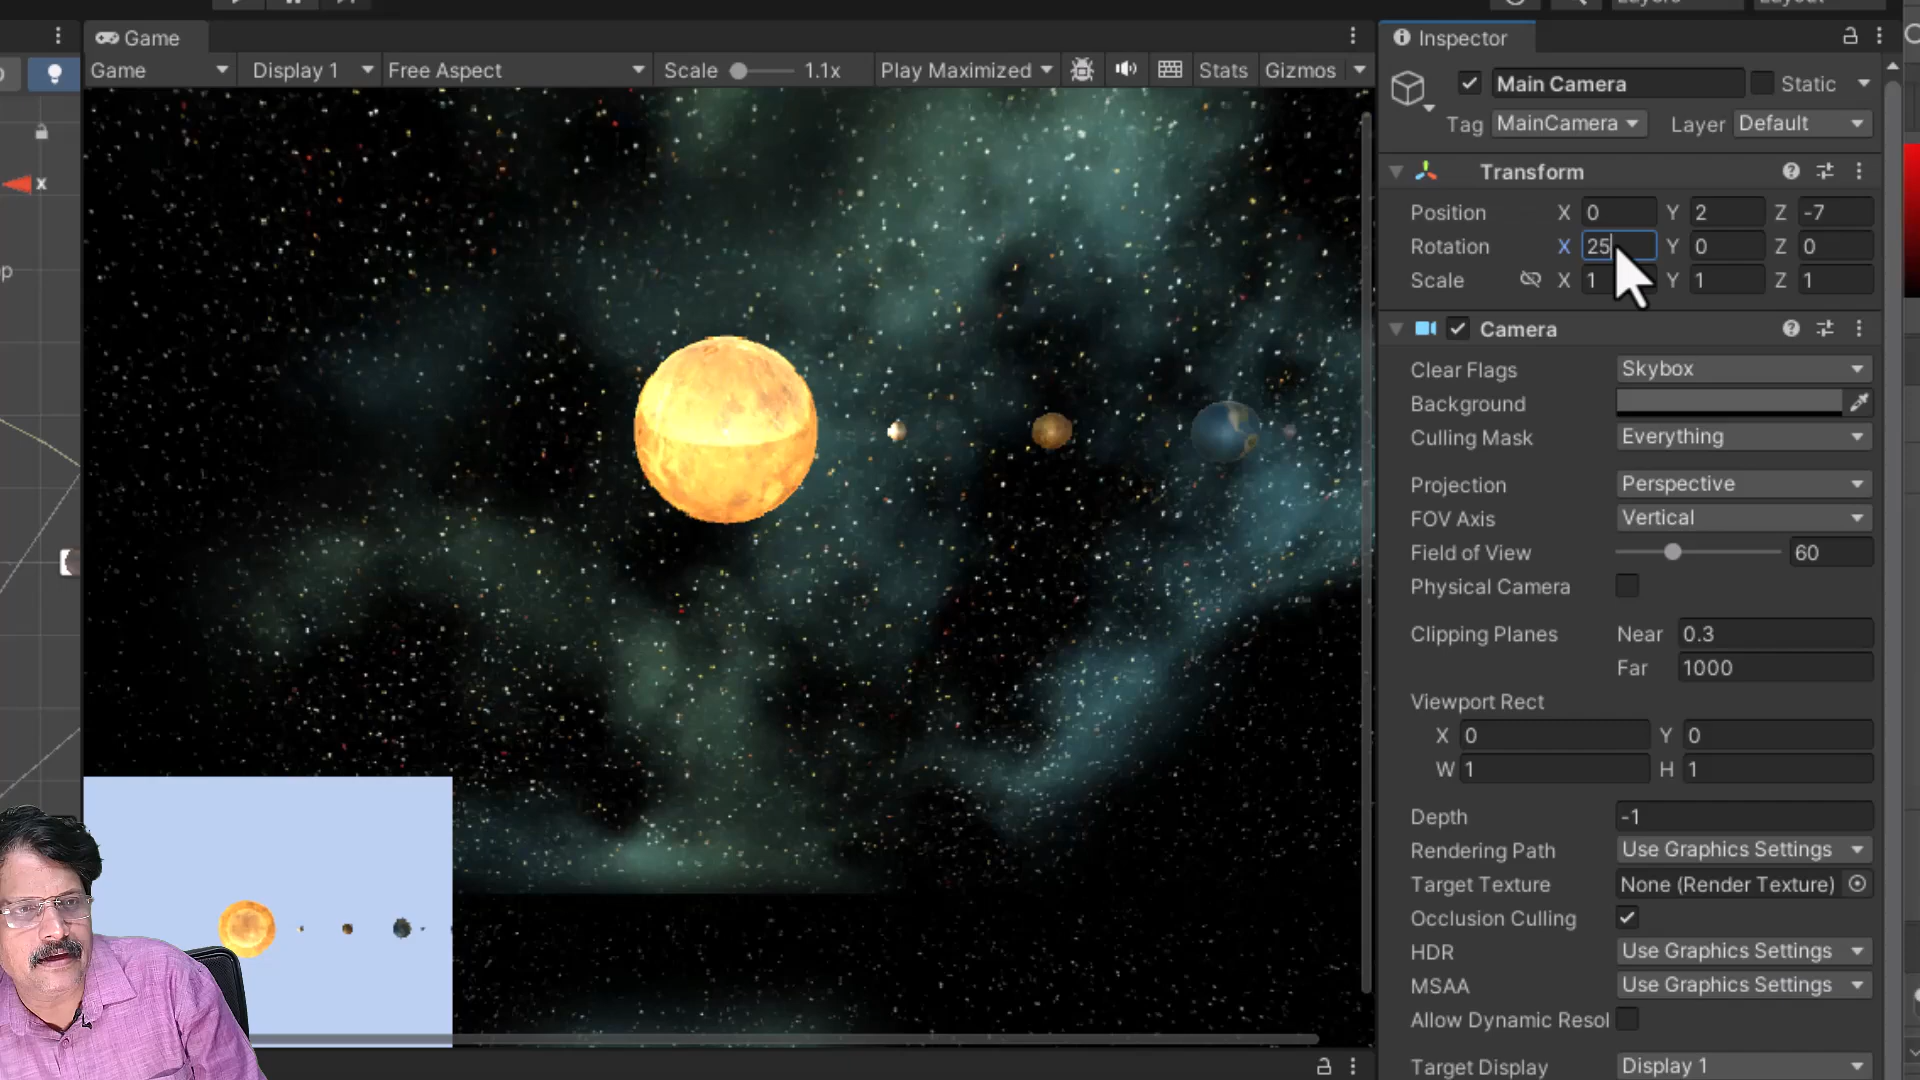 Game
Inspector
Game Display 1 Free Aspect Scale 1.1x Play Maximized Stats Gizmos
Main Camera Static
Tag MainCamera Layer Default
x
Transform
Position X 0 Y 2 Z -7
Rotation X 25 Y 0 Z 0
Scale X 1 Y 1 Z 1
Camera
Clear Flags Skybox
Background
Culling Mask Everything
Projection Perspective
FOV Axis Vertical
Field of View 60
Physical Camera
Clipping Planes Near 0.3
Far 1000
Viewport Rect
X 0 Y 0
W 1 H 1
Depth -1
Rendering Path Use Graphics Settings
Target Texture None (Render Texture)
Occlusion Culling
HDR Use Graphics Settings
MSAA Use Graphics Settings
Allow Dynamic Resol
Target Display Display 1